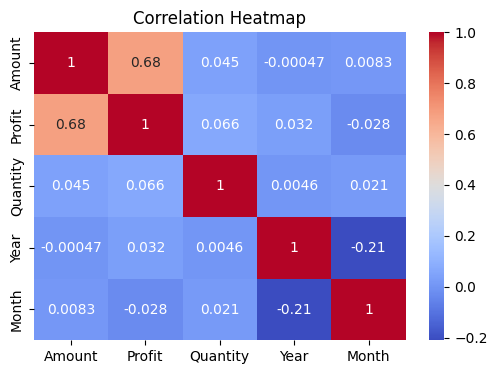 Correlation Heatmap
Amount 1 0.68 0.045 -0.00047 0.0083
Profit 0.68 1 0.066 0.032 -0.028
Quantity 0.045 0.066 1 0.0046 0.021
Year -0.00047 0.032 0.0046 1 -0.21
Month 0.0083 -0.028 0.021 -0.21 1
Amount Profit Quantity Year Month
1.0
0.8
0.6
0.4
0.2
0.0
−0.2